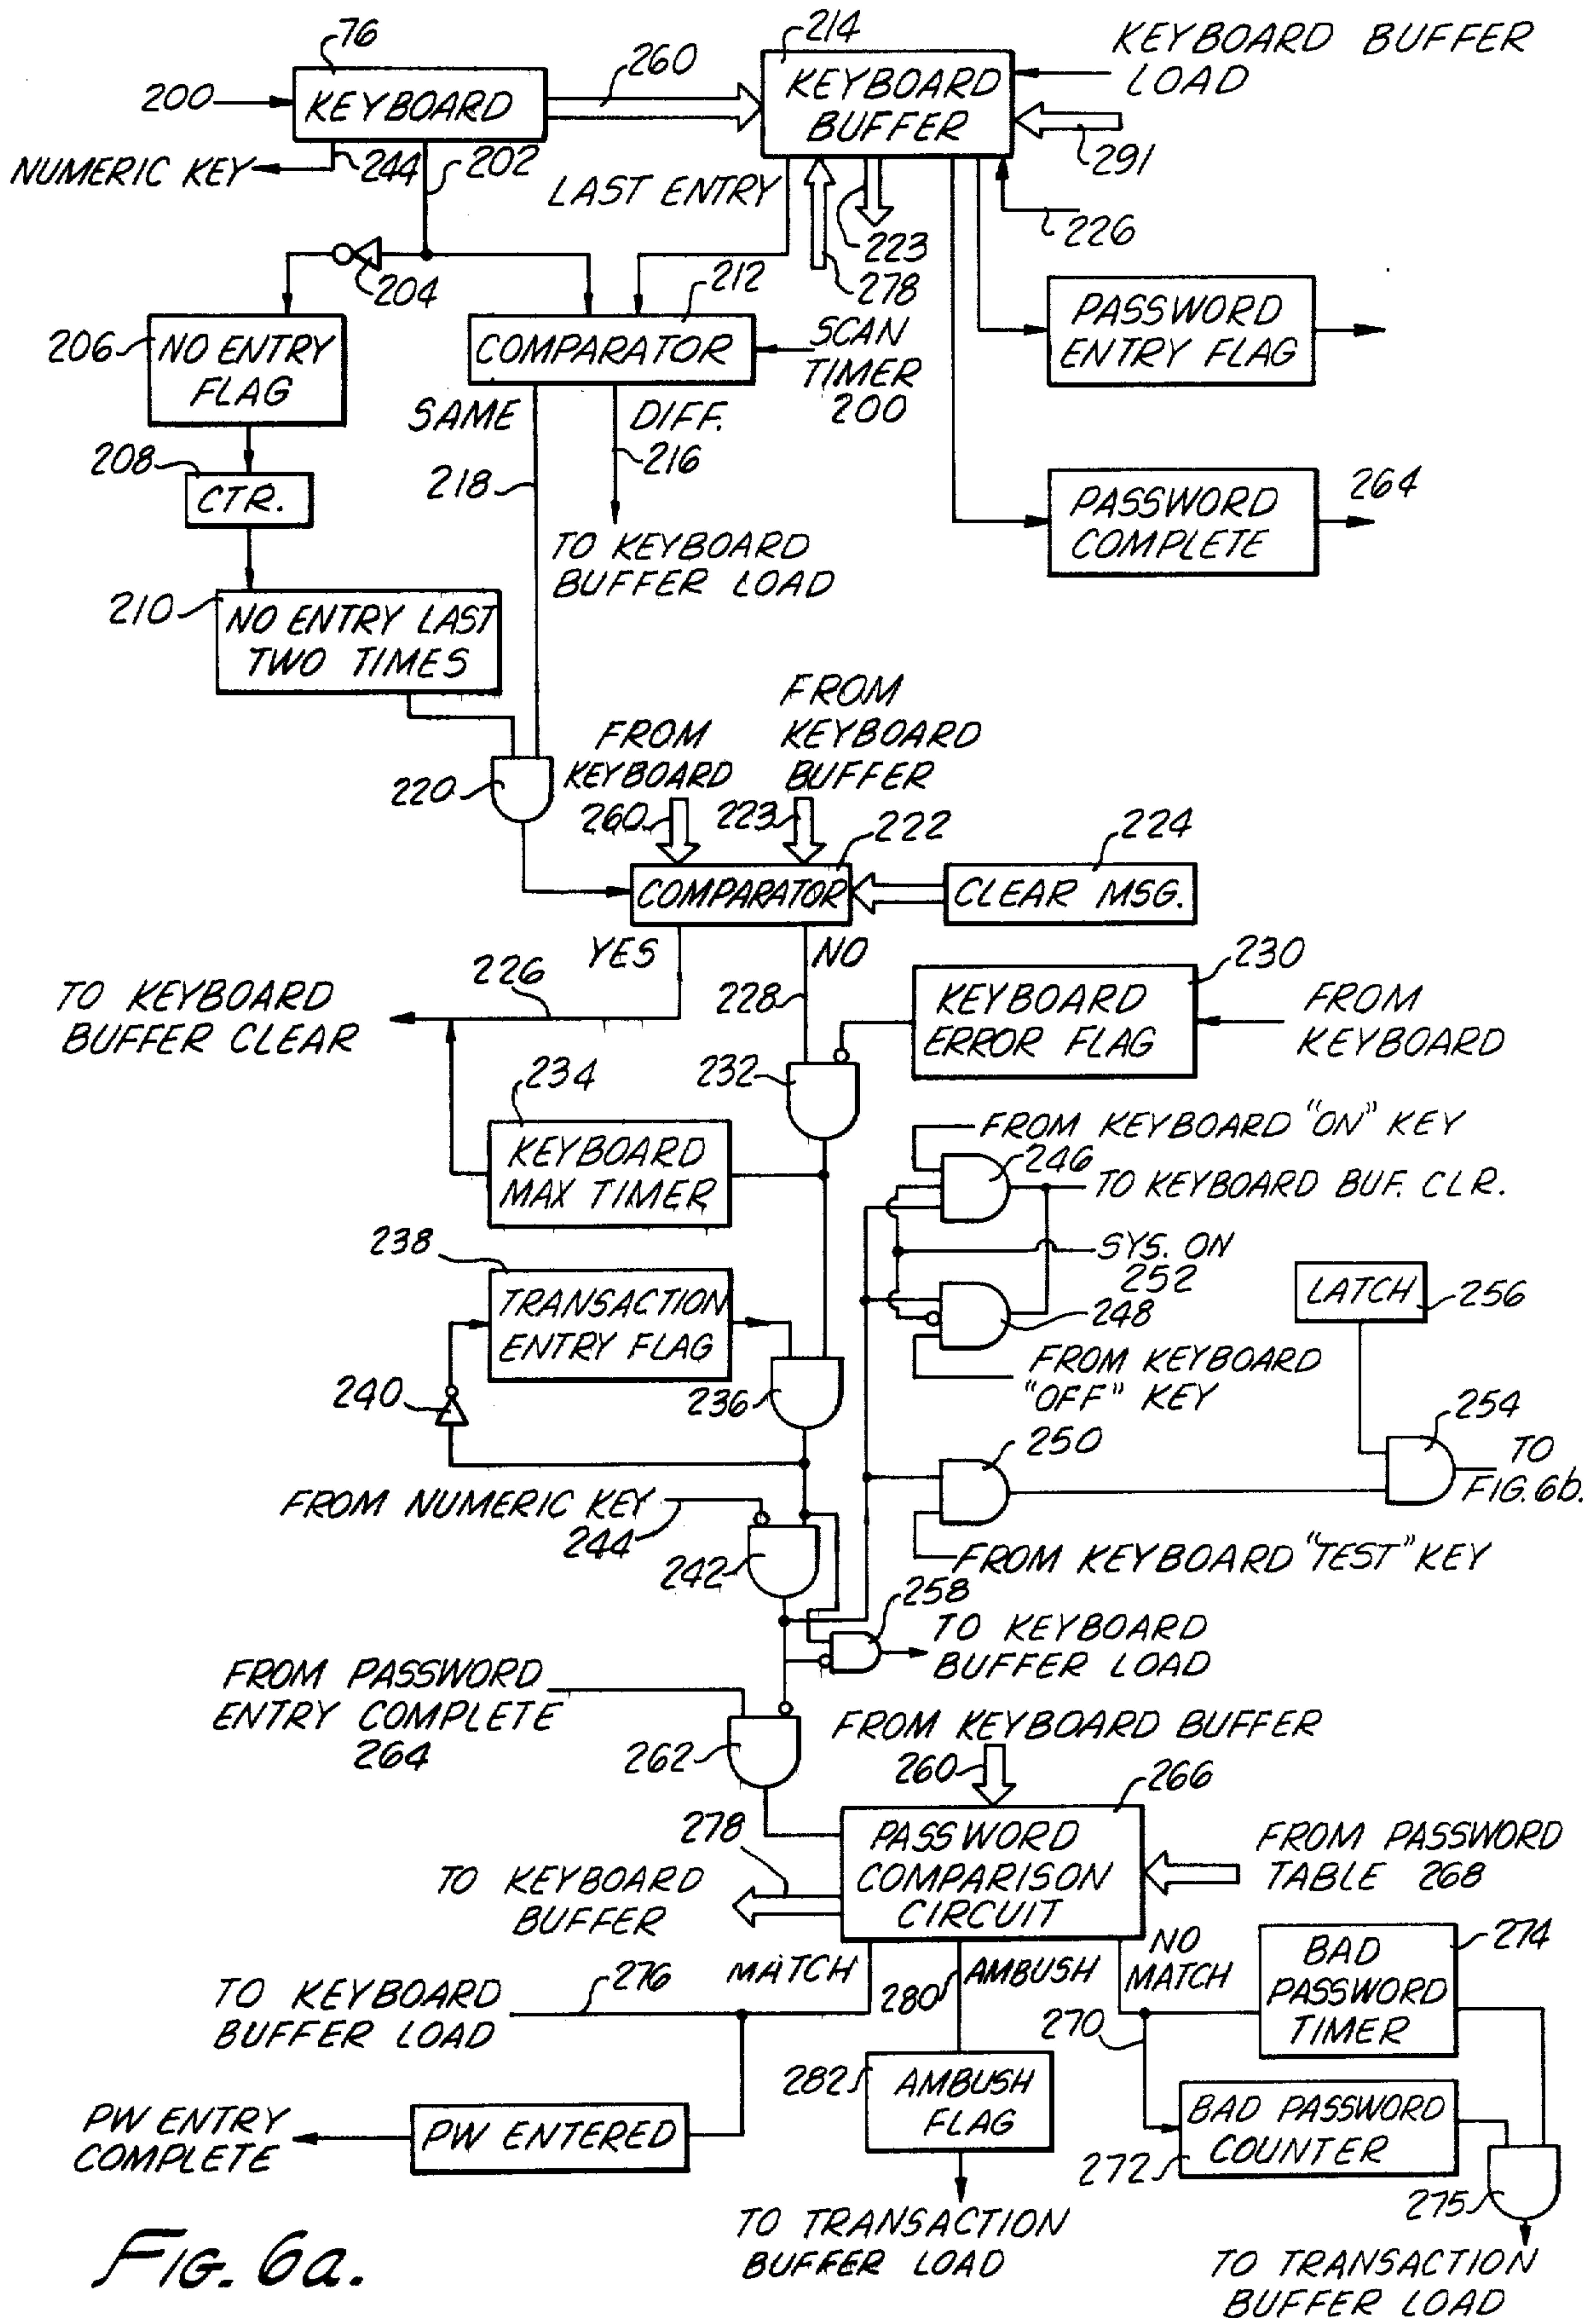 76
214
KEYBOARD BUFFER
LOAD
260
200
KEYBOARD
KEYBOARD
BUFFER
NUMERIC KEY
244
202
LAST ENTRY
291
223
226
278
204
212
206
NO ENTRY
FLAG
COMPARATOR
SCAN
TIMER
200
PASSWORD
ENTRY FLAG
SAME
DIFF.
216
208
CTR.
218
264
PASSWORD
COMPLETE
TO KEYBOARD
BUFFER LOAD
210
NO ENTRY LAST
TWO TIMES
FROM
KEYBOARD
260
FROM
KEYBOARD
BUFFER
223
220
222
224
COMPARATOR
CLEAR MSG.
YES
NO
226
228
230
TO KEYBOARD
BUFFER CLEAR
KEYBOARD
ERROR FLAG
FROM
KEYBOARD
234
232
KEYBOARD
MAX TIMER
FROM KEYBOARD "ON" KEY
246
TO KEYBOARD BUF. CLR.
238
SYS. ON
252
TRANSACTION
ENTRY FLAG
LATCH
256
248
FROM KEYBOARD
"OFF" KEY
240
236
250
254
TO
FIG. 6b.
FROM NUMERIC KEY
244
242
FROM KEYBOARD "TEST" KEY
258
TO KEYBOARD
BUFFER LOAD
FROM PASSWORD
ENTRY COMPLETE
264
262
FROM KEYBOARD BUFFER
260
266
278
PASSWORD
COMPARISON
CIRCUIT
FROM PASSWORD
TABLE 268
TO KEYBOARD
BUFFER
MATCH
280
AMBUSH
NO
MATCH
274
BAD
PASSWORD
TIMER
276
TO KEYBOARD
BUFFER LOAD
270
282
AMBUSH
FLAG
BAD PASSWORD
COUNTER
272
PW ENTRY
COMPLETE
PW ENTERED
275
TO TRANSACTION
BUFFER LOAD
TO TRANSACTION
BUFFER LOAD
FIG. 6a.